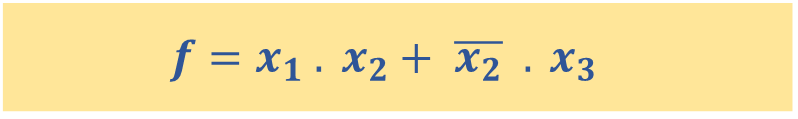 f = x₁ . x₂ + x̅₂ . x₃